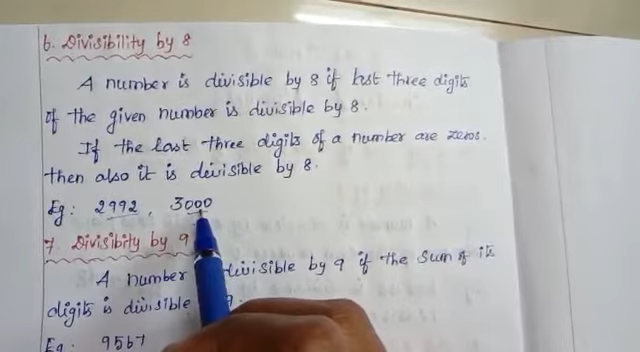 6. Divisibility by 8
A number is divisible by 8 if last three digits
of the given number is divisible by 8.
If the last three digits of a number are zeros.
then also it is divisible by 8.
Eg: 2992, 3000
7. Divisibity by 9
A number divisible by 9 if the sum of its
digits is divisible 9.
Eg: 9567